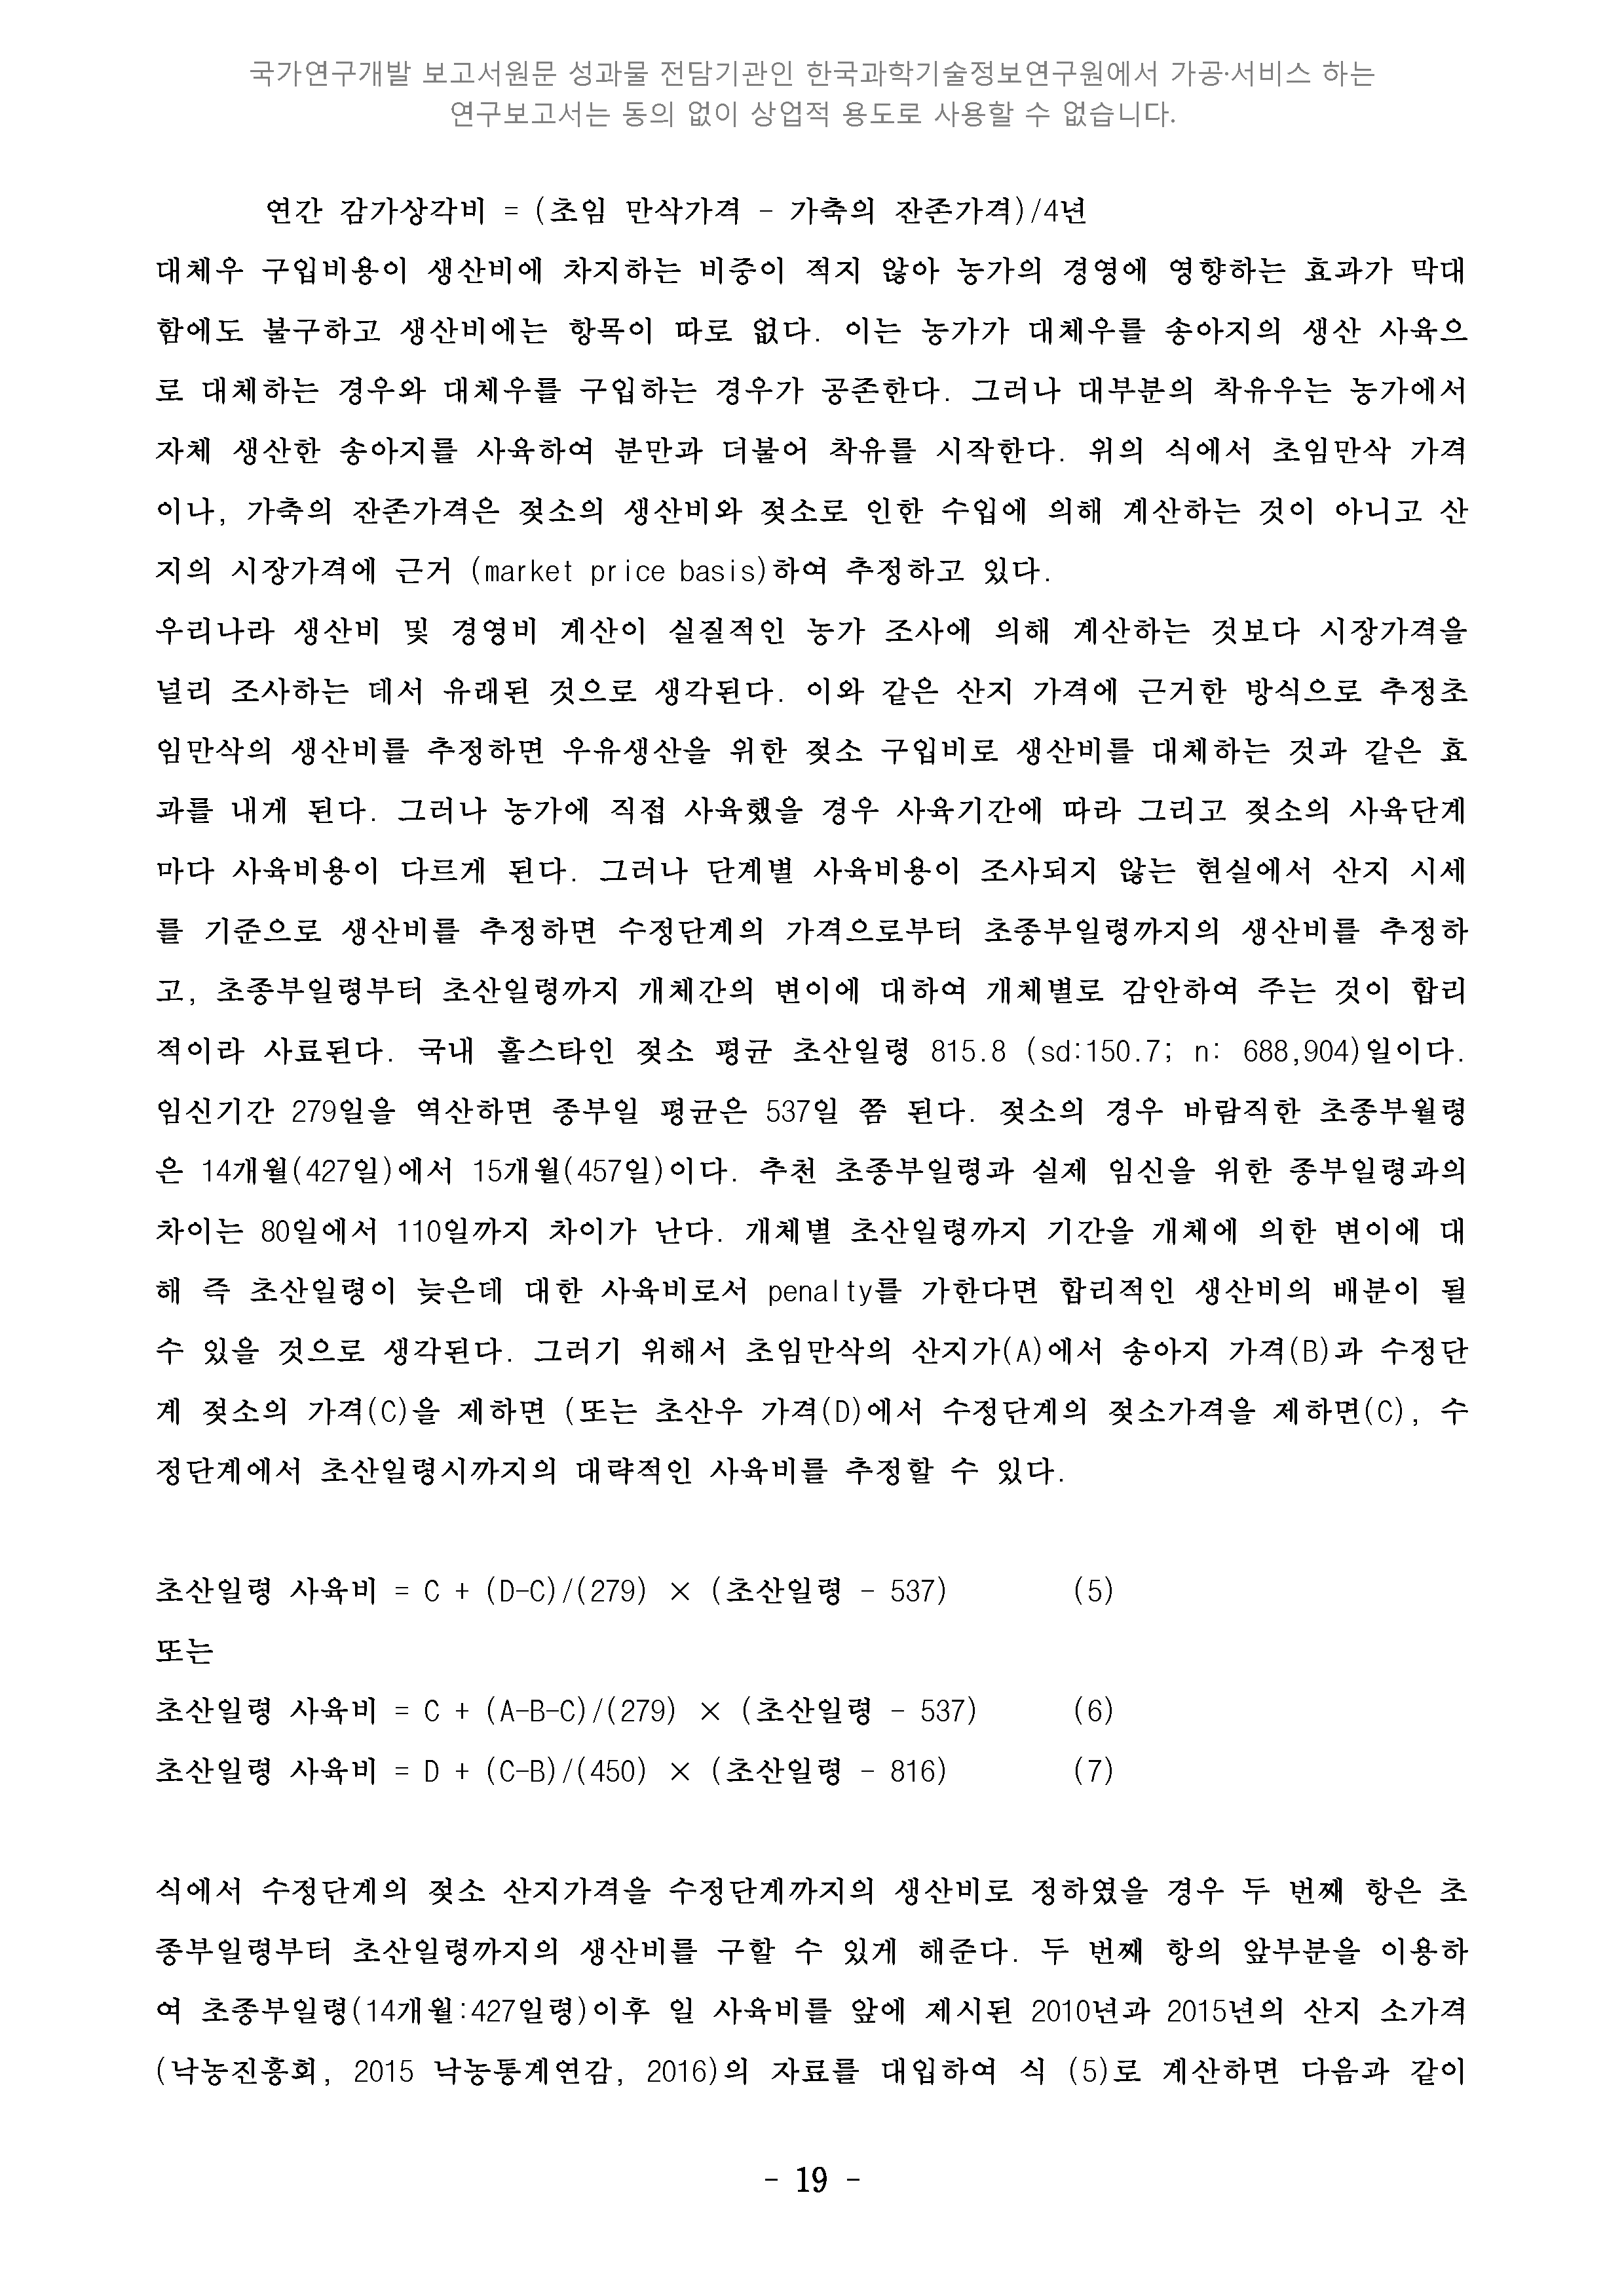 국가연구개발 보고서원문 성과물 전담기관인 한국과학기술정보연구원에서 가공·서비스 하는
연구보고서는 동의 없이 상업적 용도로 사용할 수 없습니다.
연간 감가상각비 = (초임 만삭가격 - 가축의 잔존가격)/4년
대체우 구입비용이 생산비에 차지하는 비중이 적지 않아 농가의 경영에 영향하는 효과가 막대
함에도 불구하고 생산비에는 항목이 따로 없다. 이는 농가가 대체우를 송아지의 생산 사육으
로 대체하는 경우와 대체우를 구입하는 경우가 공존한다. 그러나 대부분의 착유우는 농가에서
자체 생산한 송아지를 사육하여 분만과 더불어 착유를 시작한다. 위의 식에서 초임만삭 가격
이나, 가축의 잔존가격은 젖소의 생산비와 젖소로 인한 수입에 의해 계산하는 것이 아니고 산
지의 시장가격에 근거 (market price basis)하여 추정하고 있다.
우리나라 생산비 및 경영비 계산이 실질적인 농가 조사에 의해 계산하는 것보다 시장가격을
널리 조사하는 데서 유래된 것으로 생각된다. 이와 같은 산지 가격에 근거한 방식으로 추정초
임만삭의 생산비를 추정하면 우유생산을 위한 젖소 구입비로 생산비를 대체하는 것과 같은 효
과를 내게 된다. 그러나 농가에 직접 사육했을 경우 사육기간에 따라 그리고 젖소의 사육단계
마다 사육비용이 다르게 된다. 그러나 단계별 사육비용이 조사되지 않는 현실에서 산지 시세
를 기준으로 생산비를 추정하면 수정단계의 가격으로부터 초종부일령까지의 생산비를 추정하
고, 초종부일령부터 초산일령까지 개체간의 변이에 대하여 개체별로 감안하여 주는 것이 합리
적이라 사료된다. 국내 홀스타인 젖소 평균 초산일령 815.8 (sd:150.7; n: 688,904)일이다.
임신기간 279일을 역산하면 종부일 평균은 537일 쯤 된다. 젖소의 경우 바람직한 초종부월령
은 14개월(427일)에서 15개월(457일)이다. 추천 초종부일령과 실제 임신을 위한 종부일령과의
차이는 80일에서 110일까지 차이가 난다. 개체별 초산일령까지 기간을 개체에 의한 변이에 대
해 즉 초산일령이 늦은데 대한 사육비로서 penalty를 가한다면 합리적인 생산비의 배분이 될
수 있을 것으로 생각된다. 그러기 위해서 초임만삭의 산지가(A)에서 송아지 가격(B)과 수정단
계 젖소의 가격(C)을 제하면 (또는 초산우 가격(D)에서 수정단계의 젖소가격을 제하면(C), 수
정단계에서 초산일령시까지의 대략적인 사육비를 추정할 수 있다.
초산일령 사육비 = C + (D-C)/(279) × (초산일령 - 537) (5)
또는
초산일령 사육비 = C + (A-B-C)/(279) × (초산일령 - 537) (6)
초산일령 사육비 = D + (C-B)/(450) × (초산일령 - 816) (7)
식에서 수정단계의 젖소 산지가격을 수정단계까지의 생산비로 정하였을 경우 두 번째 항은 초
종부일령부터 초산일령까지의 생산비를 구할 수 있게 해준다. 두 번째 항의 앞부분을 이용하
여 초종부일령(14개월:427일령)이후 일 사육비를 앞에 제시된 2010년과 2015년의 산지 소가격
(낙농진흥회, 2015 낙농통계연감, 2016)의 자료를 대입하여 식 (5)로 계산하면 다음과 같이
- 19 -